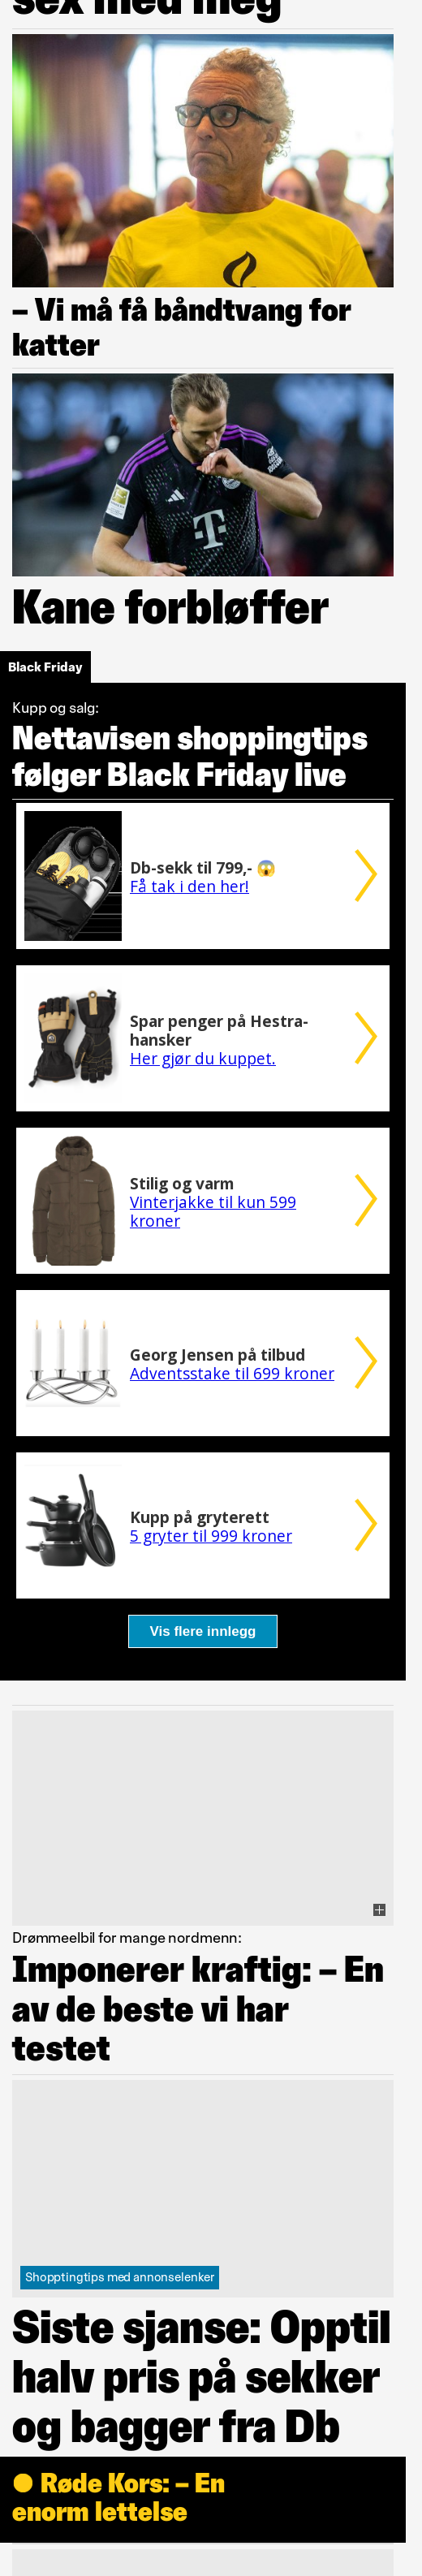 sex med meg
– Vi må få båndtvang for
katter
T
Kane forbløffer
Black Friday
Kupp og salg:
Nettavisen shoppingtips
følger Black Friday live
Db-sekk til 799,- 😱
Få tak i den her!
Spar penger på Hestra-
hansker
Her gjør du kuppet.
Stilig og varm
Vinterjakke til kun 599
kroner
Georg Jensen på tilbud
Adventsstake til 699 kroner
Kupp på gryterett
5 gryter til 999 kroner
Vis flere innlegg
Drømmeelbil for mange nordmenn:
Imponerer kraftig: – En
av de beste vi har
testet
Shopptingtips med annonselenker
Siste sjanse: Opptil
halv pris på sekker
og bagger fra Db
● Røde Kors: – En
enorm lettelse